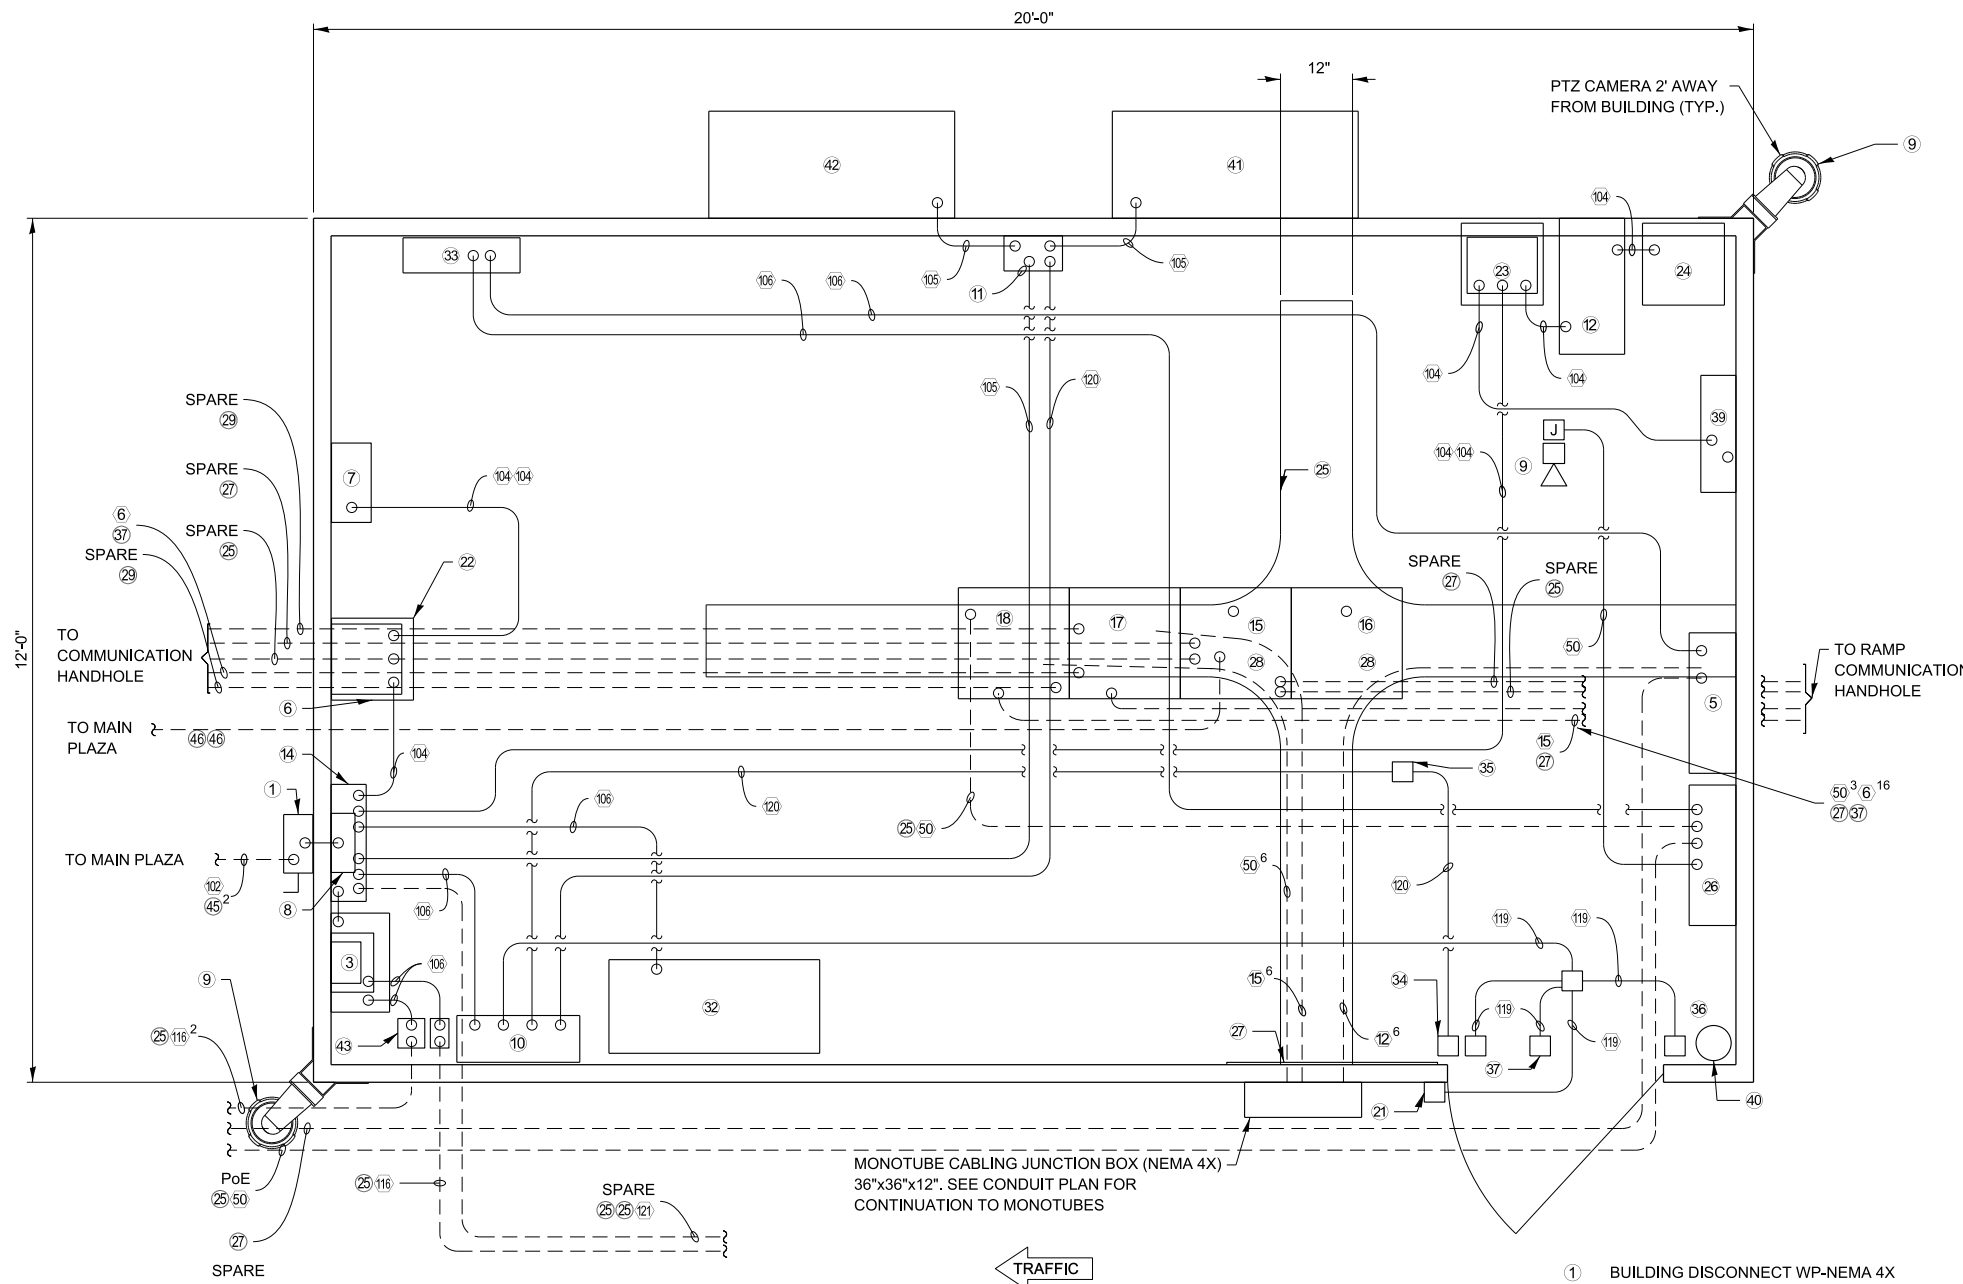 20'-0"
12"
PTZ CAMERA 2' AWAY
FROM BUILDING (TYP.)
9
42
41
104
33
105
105
11
23
24
12
106
106
104
104
105
120
39
SPARE
29
J
9
7
104 104
104 104
25
SPARE
27
6
37
SPARE
25
SPARE
29
22
SPARE
27
SPARE
25
12'-0"
TO
COMMUNICATION
HANDHOLE
18
17
15
28
16
28
50
TO RAMP
COMMUNICATION
HANDHOLE
6
5
TO MAIN
PLAZA
46 46
14
104
15
27
1
35
120
106
25 50
50 3 6 16
27 37
TO MAIN PLAZA
102
45 2
8
106
50 6
120
26
119
119
3
106
9
34
32
15 6
12 6
119
36
25 116 2
43
10
27
37
119
21
40
PoE
25 50
25 116
SPARE
25 25 121
MONOTUBE CABLING JUNCTION BOX (NEMA 4X)
36"x36"x12". SEE CONDUIT PLAN FOR
CONTINUATION TO MONOTUBES
27
SPARE
TRAFFIC
1 BUILDING DISCONNECT WP-NEMA 4X